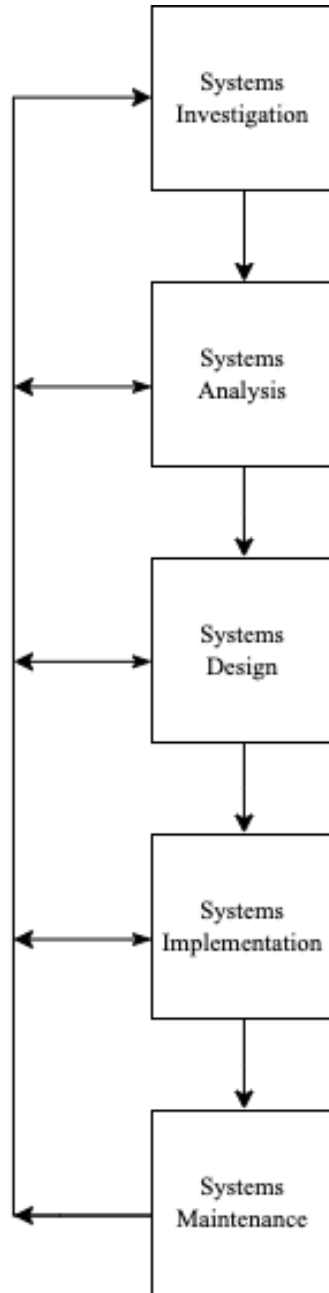 Systems
Investigation
Systems
Analysis
Systems
Design
Systems
Implementation
Systems
Maintenance